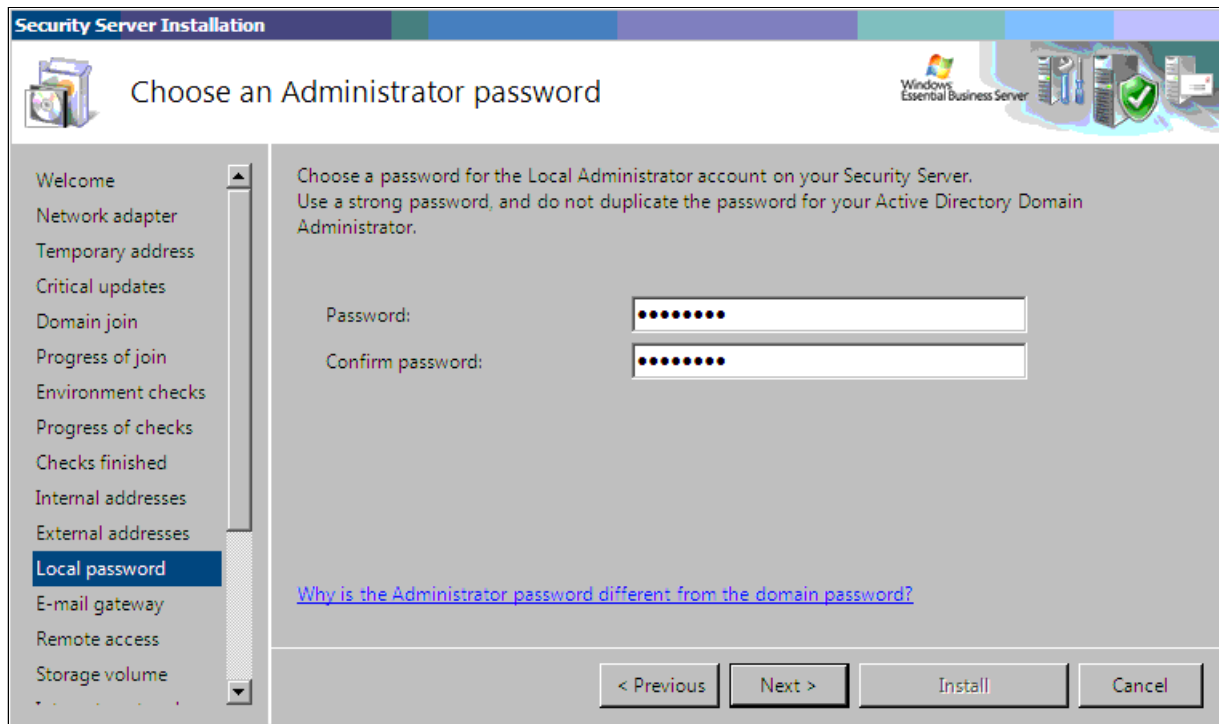 Security Server Installation
Choose an Administrator password
Windows
Essential Business Server
Welcome
Network adapter
Temporary address
Critical updates
Domain join
Progress of join
Environment checks
Progress of checks
Checks finished
Internal addresses
External addresses
Local password
E-mail gateway
Remote access
Storage volume
Choose a password for the Local Administrator account on your Security Server.
Use a strong password, and do not duplicate the password for your Active Directory Domain
Administrator.
Password:
Confirm password:
Why is the Administrator password different from the domain password?
< Previous
Next >
Install
Cancel